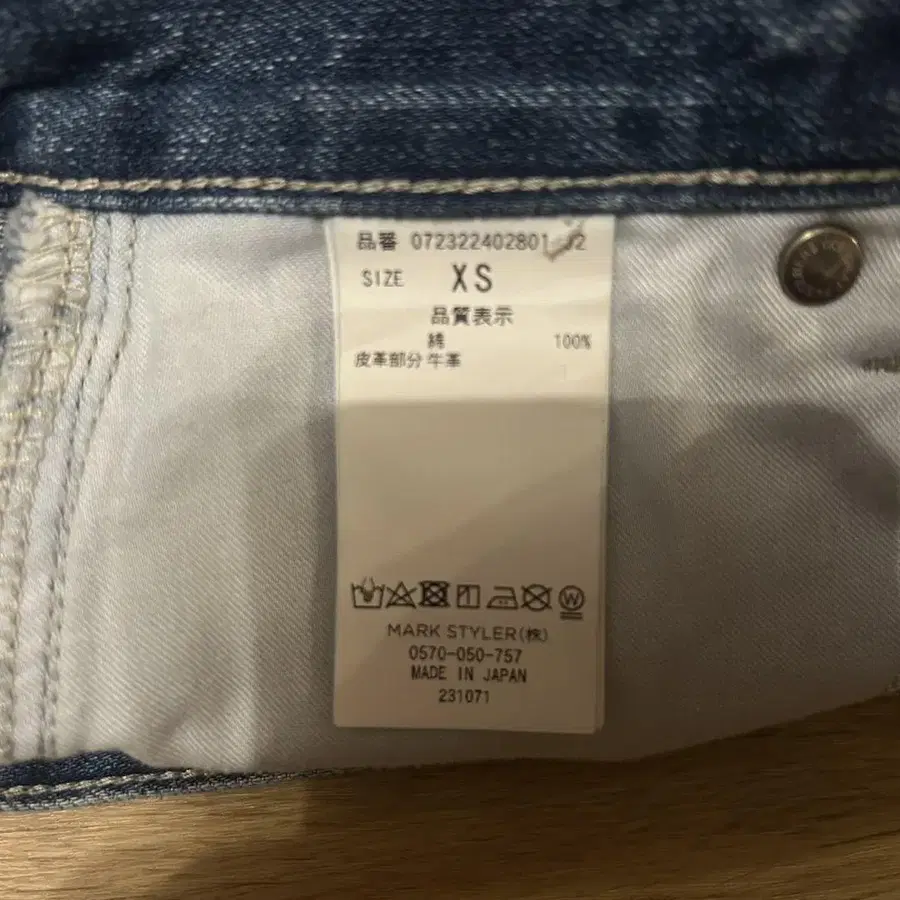 品番 072322402801 J2
SIZE XS
品質表示
綿 100%
皮革部分 牛革
MARK STYLER(株)
0570-050-757
MADE IN JAPAN
231071